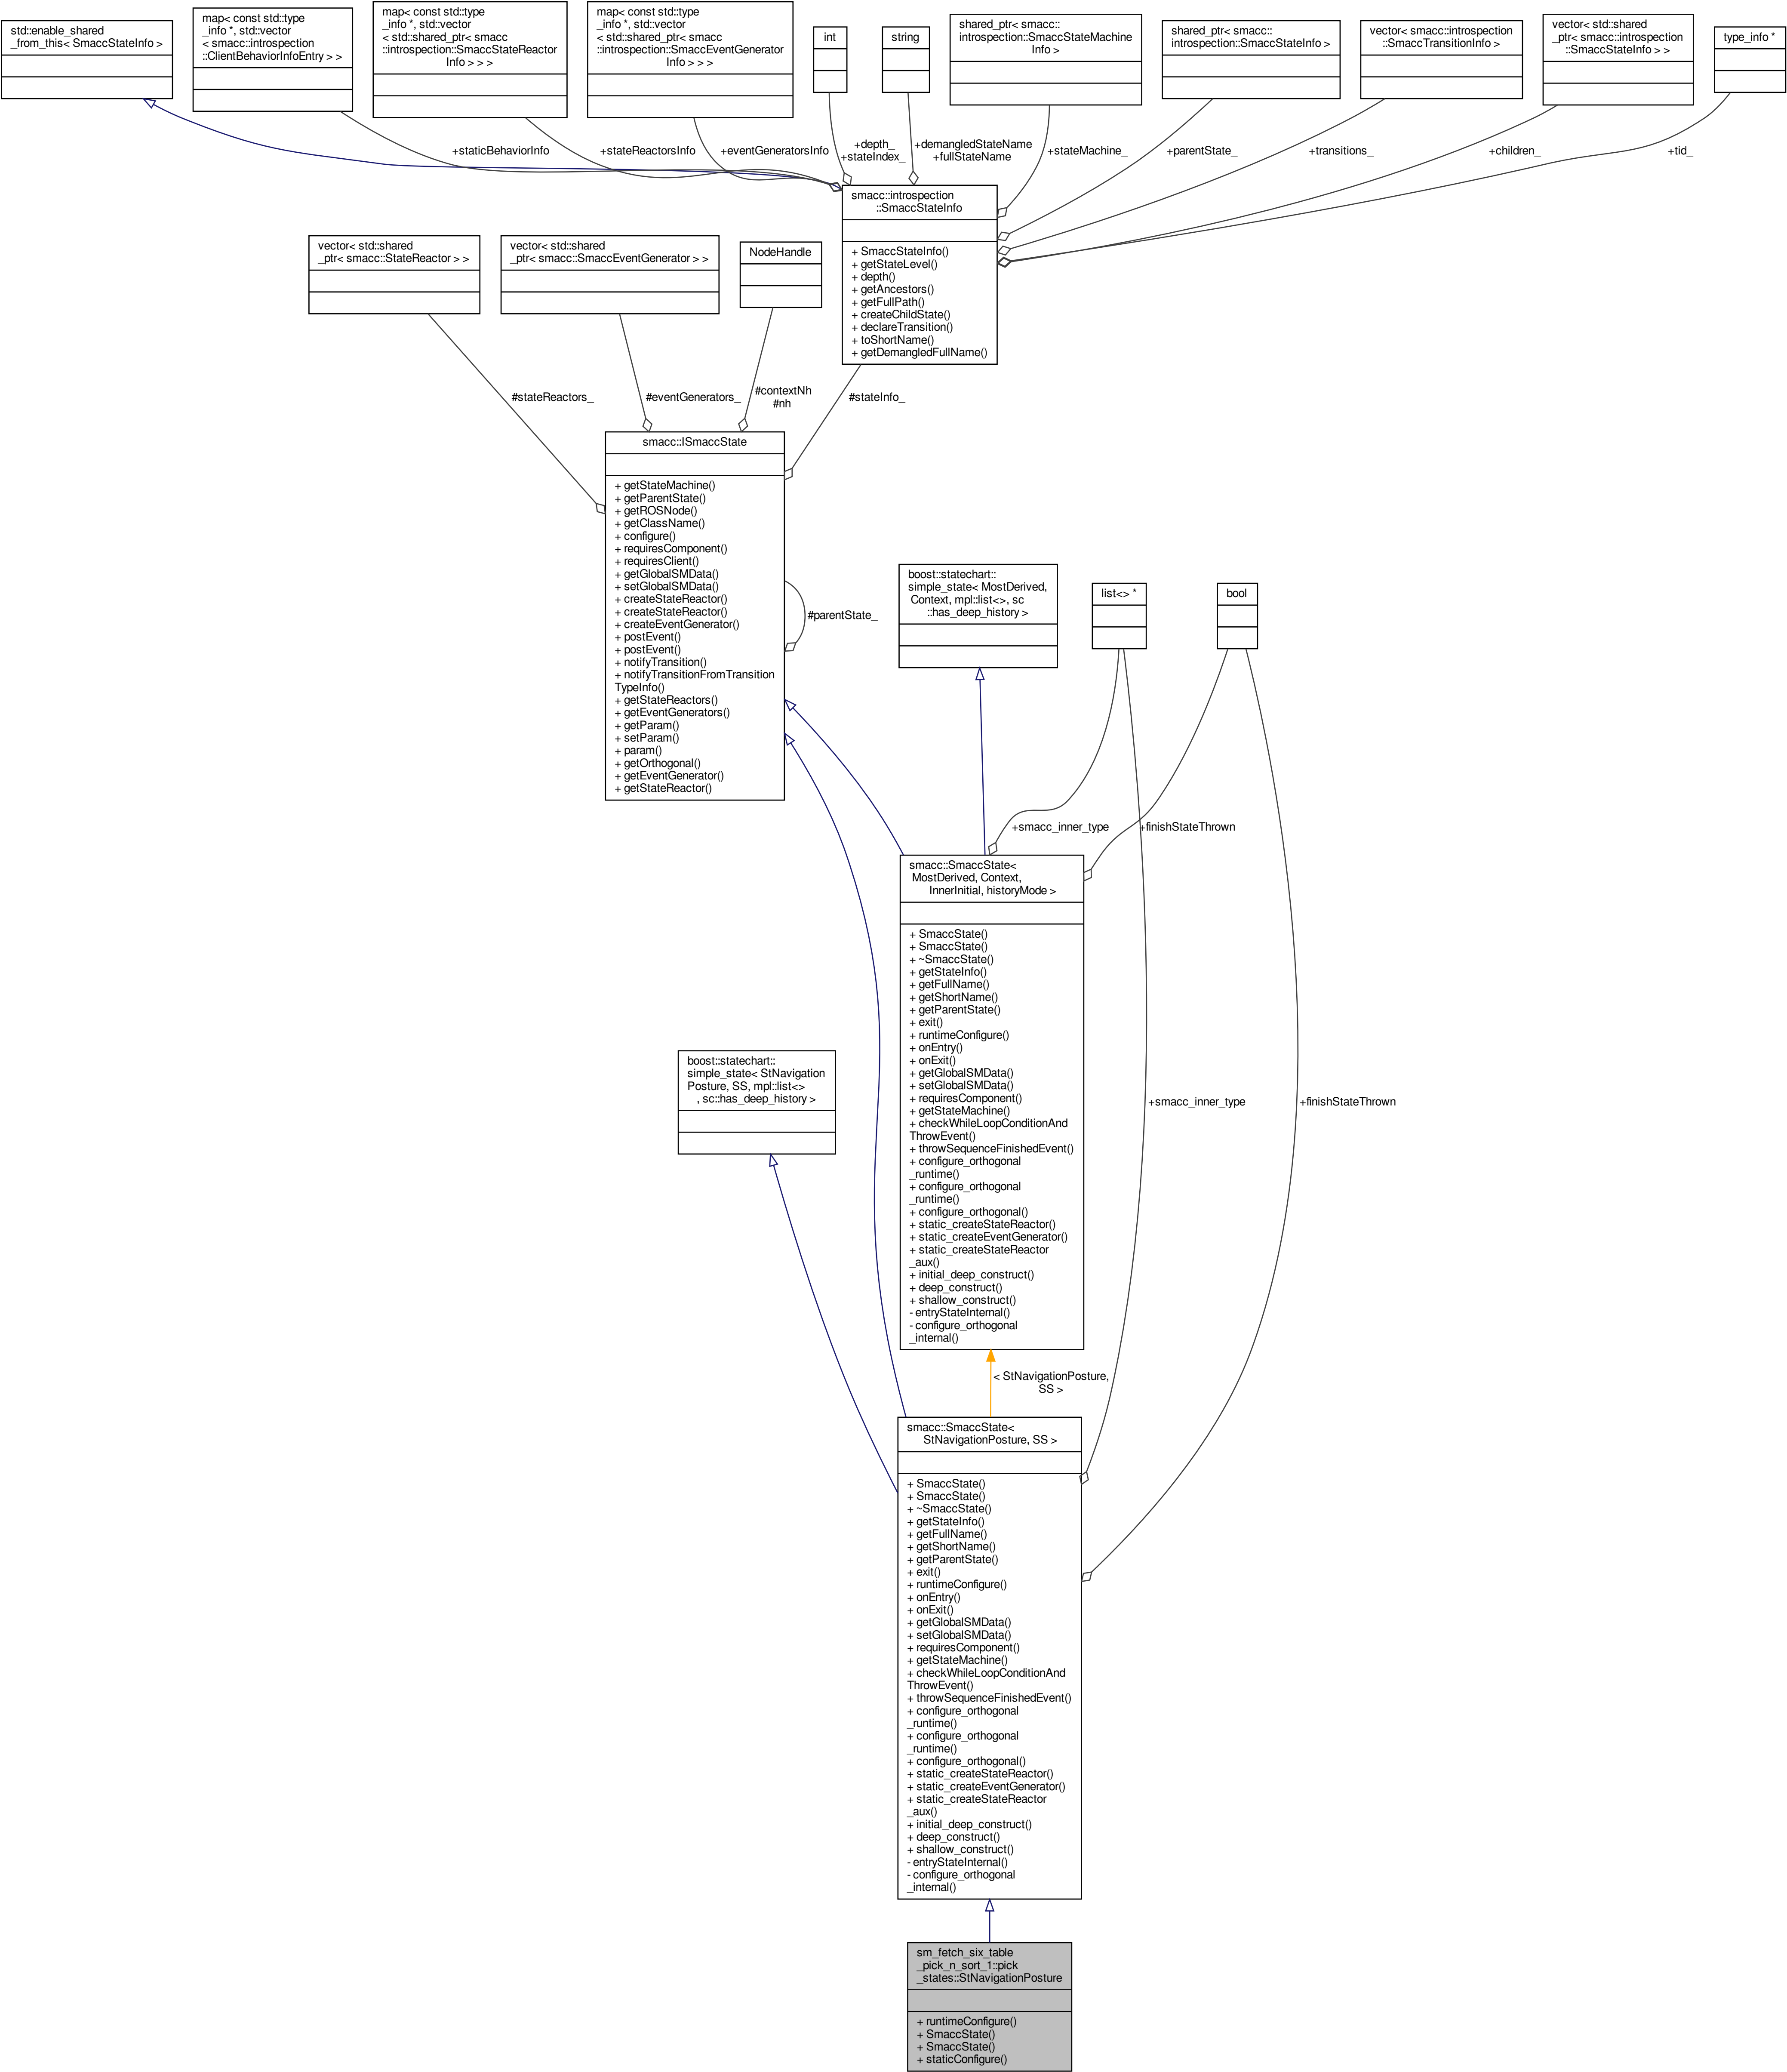 std::enable_shared
_from_this< SmaccStateInfo >
map< const std::type
_info *, std::vector
< smacc::introspection
::ClientBehaviorInfoEntry > >
map< const std::type
_info *, std::vector
< std::shared_ptr< smacc
::introspection::SmaccStateReactor
Info > > >
map< const std::type
_info *, std::vector
< std::shared_ptr< smacc
::introspection::SmaccEventGenerator
Info > > >
int
string
shared_ptr< smacc::
introspection::SmaccStateMachine
Info >
shared_ptr< smacc::
introspection::SmaccStateInfo >
vector< smacc::introspection
::SmaccTransitionInfo >
vector< std::shared
_ptr< smacc::introspection
::SmaccStateInfo > >
type_info *
+staticBehaviorInfo
+stateReactorsInfo
+eventGeneratorsInfo
+depth_
+stateIndex_
+demangledStateName
+fullStateName
+stateMachine_
+parentState_
+transitions_
+children_
+tid_
smacc::introspection
::SmaccStateInfo
+ SmaccStateInfo()
+ getStateLevel()
+ depth()
+ getAncestors()
+ getFullPath()
+ createChildState()
+ declareTransition()
+ toShortName()
+ getDemangledFullName()
vector< std::shared
_ptr< smacc::StateReactor > >
vector< std::shared
_ptr< smacc::SmaccEventGenerator > >
NodeHandle
#stateReactors_
#eventGenerators_
#contextNh
#nh
#stateInfo_
smacc::ISmaccState
+ getStateMachine()
+ getParentState()
+ getROSNode()
+ getClassName()
+ configure()
+ requiresComponent()
+ requiresClient()
+ getGlobalSMData()
+ setGlobalSMData()
+ createStateReactor()
+ createStateReactor()
+ createEventGenerator()
+ postEvent()
+ postEvent()
+ notifyTransition()
+ notifyTransitionFromTransition
TypeInfo()
+ getStateReactors()
+ getEventGenerators()
+ getParam()
+ setParam()
+ param()
+ getOrthogonal()
+ getEventGenerator()
+ getStateReactor()
#parentState_
boost::statechart::
simple_state< MostDerived,
Context, mpl::list<>, sc
::has_deep_history >
list<> *
bool
+smacc_inner_type
+finishStateThrown
smacc::SmaccState<
MostDerived, Context,
InnerInitial, historyMode >
+ SmaccState()
+ SmaccState()
+ ~SmaccState()
+ getStateInfo()
+ getFullName()
+ getShortName()
+ getParentState()
+ exit()
+ runtimeConfigure()
+ onEntry()
+ onExit()
+ getGlobalSMData()
+ setGlobalSMData()
+ requiresComponent()
+ getStateMachine()
+ checkWhileLoopConditionAnd
ThrowEvent()
+ throwSequenceFinishedEvent()
+ configure_orthogonal
_runtime()
+ configure_orthogonal
_runtime()
+ configure_orthogonal()
+ static_createStateReactor()
+ static_createEventGenerator()
+ static_createStateReactor
_aux()
+ initial_deep_construct()
+ deep_construct()
+ shallow_construct()
- entryStateInternal()
- configure_orthogonal
_internal()
boost::statechart::
simple_state< StNavigation
Posture, SS, mpl::list<>
, sc::has_deep_history >
+smacc_inner_type
+finishStateThrown
< StNavigationPosture,
SS >
smacc::SmaccState<
StNavigationPosture, SS >
+ SmaccState()
+ SmaccState()
+ ~SmaccState()
+ getStateInfo()
+ getFullName()
+ getShortName()
+ getParentState()
+ exit()
+ runtimeConfigure()
+ onEntry()
+ onExit()
+ getGlobalSMData()
+ setGlobalSMData()
+ requiresComponent()
+ getStateMachine()
+ checkWhileLoopConditionAnd
ThrowEvent()
+ throwSequenceFinishedEvent()
+ configure_orthogonal
_runtime()
+ configure_orthogonal
_runtime()
+ configure_orthogonal()
+ static_createStateReactor()
+ static_createEventGenerator()
+ static_createStateReactor
_aux()
+ initial_deep_construct()
+ deep_construct()
+ shallow_construct()
- entryStateInternal()
- configure_orthogonal
_internal()
sm_fetch_six_table
_pick_n_sort_1::pick
_states::StNavigationPosture
+ runtimeConfigure()
+ SmaccState()
+ SmaccState()
+ staticConfigure()